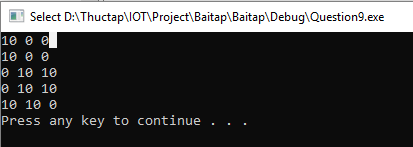 Select D:\Thuctap\IOT\Project\Baitap\Baitap\Debug\Question9.exe
10 0 0
10 0 0
0 10 10
0 10 10
10 10 0
Press any key to continue . . .